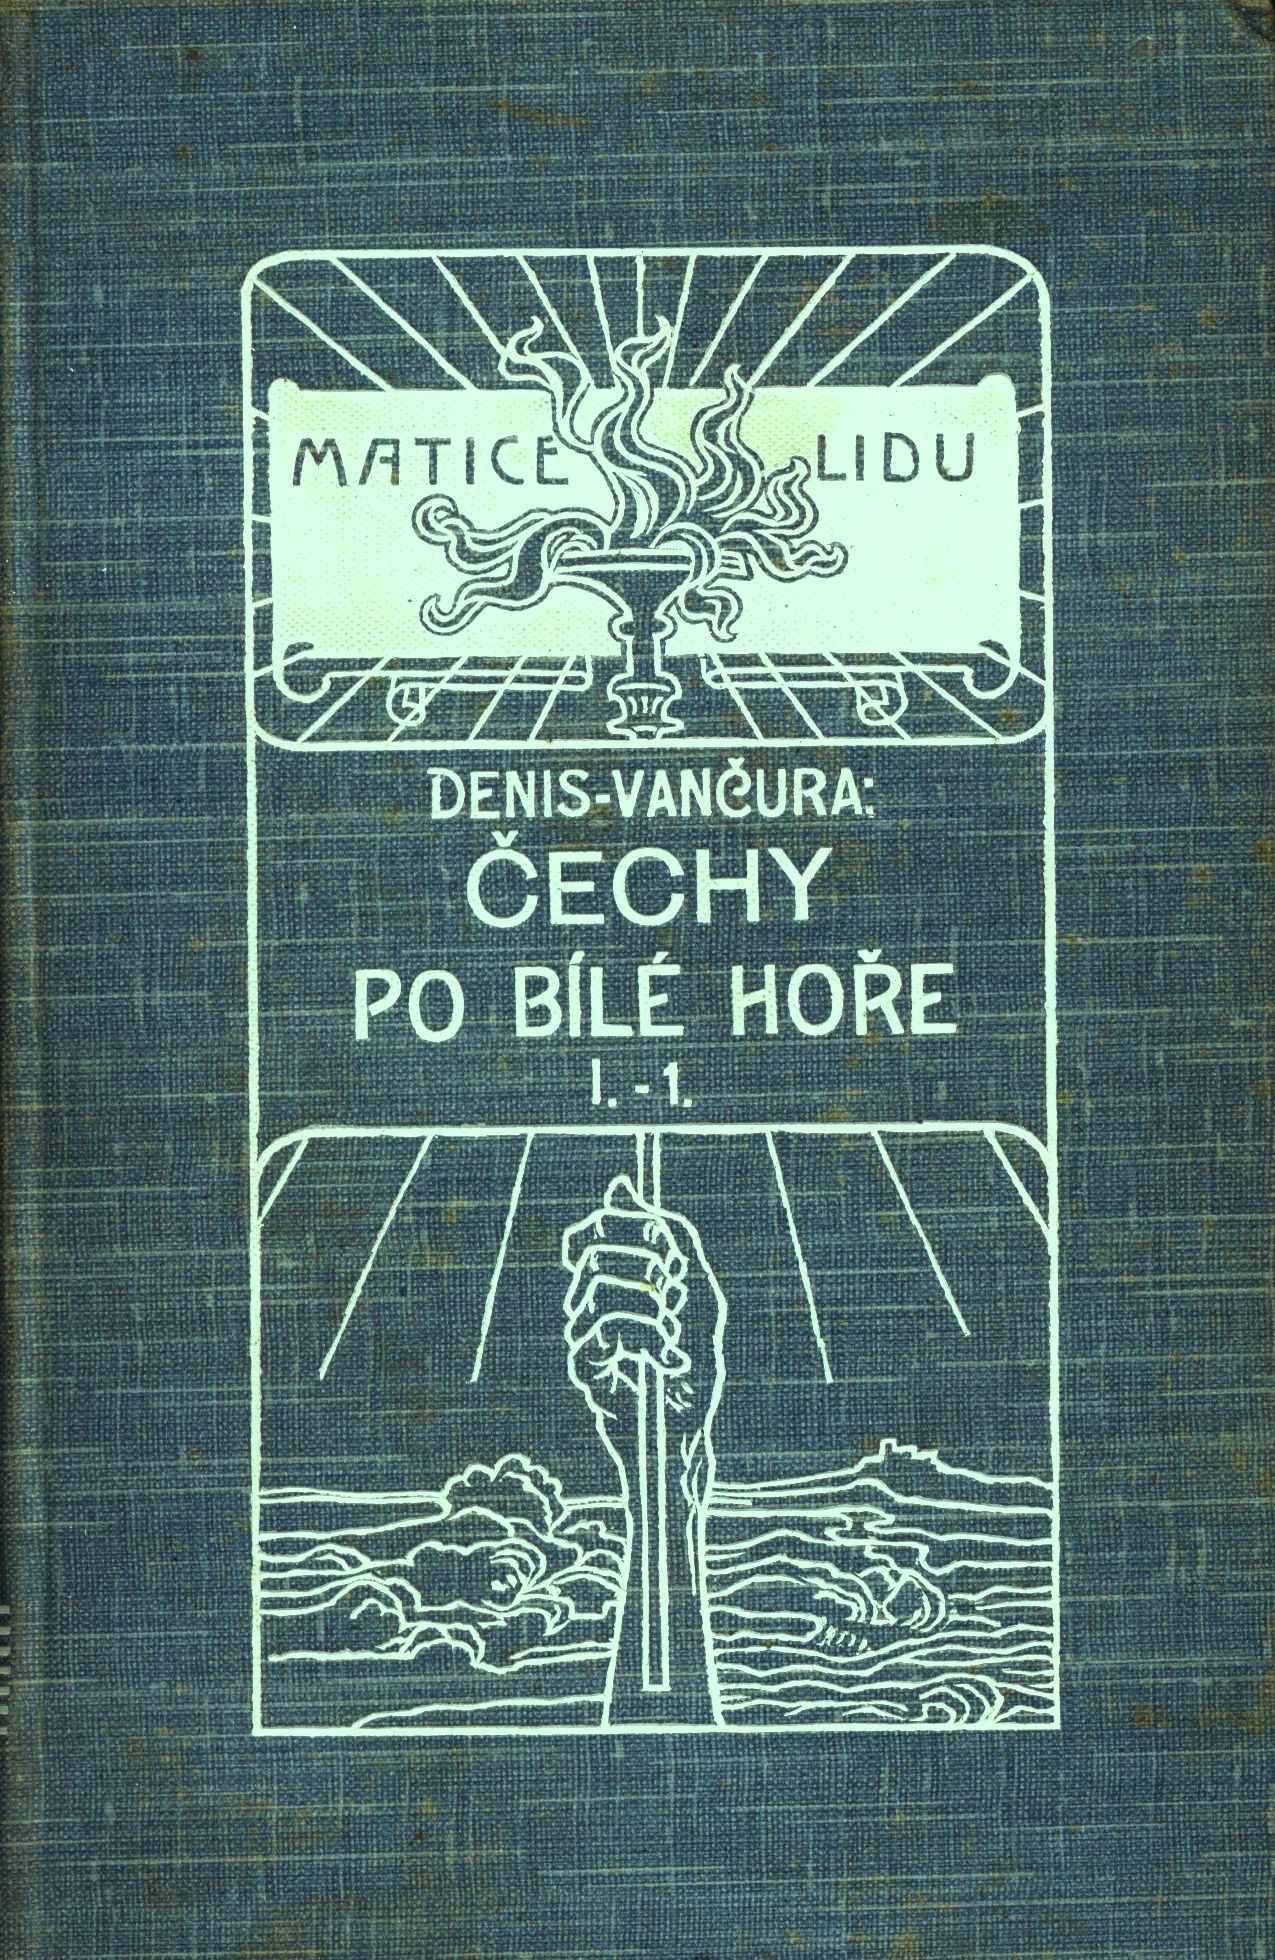 MATICE LIDU
DENIS-VANČURA:
ČECHY
PO BÍLÉ HOŘE
I.-1.